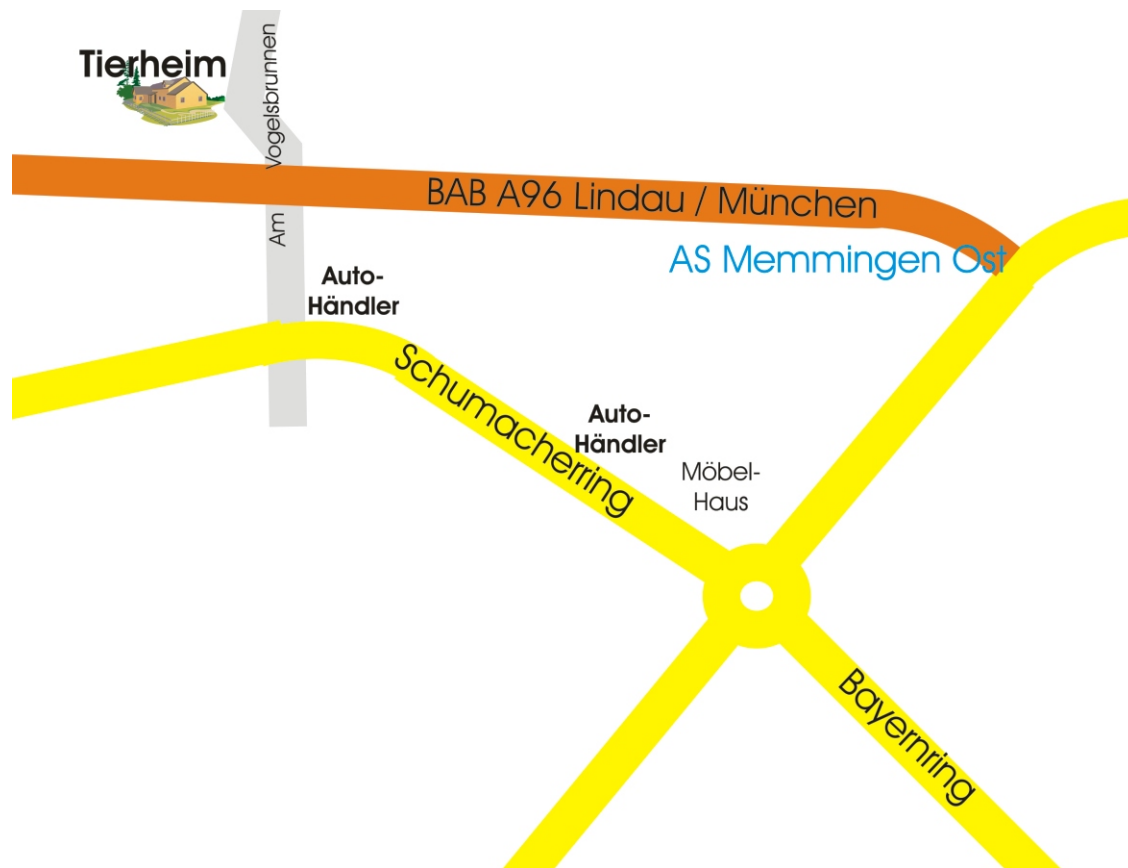 Tierheim
Am Vogelsbrunnen
BAB A96 Lindau / München
AS Memmingen Ost
Auto-
Händler
Schumacherring
Auto-
Händler
Möbel-
Haus
Bayernring